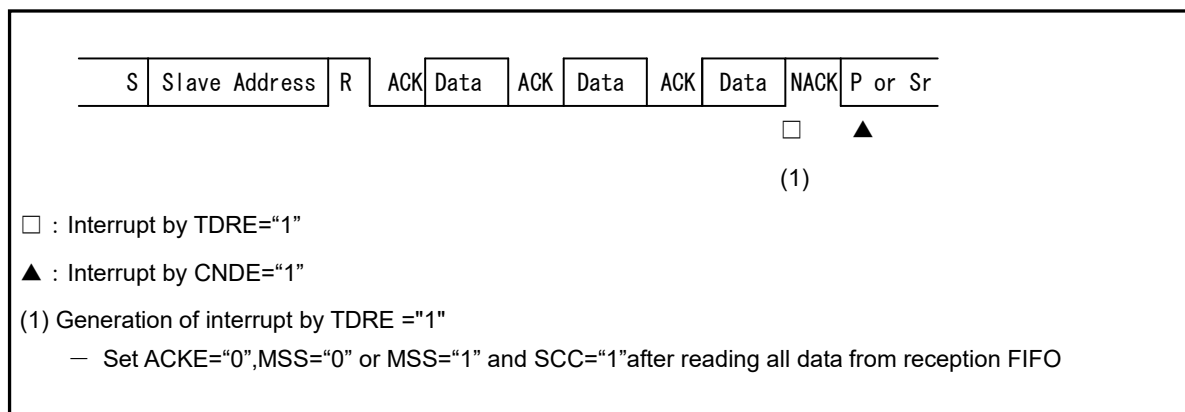 S Slave Address R ACK Data ACK Data ACK Data NACK P or Sr
□ ▲
(1)
□ : Interrupt by TDRE=“1”
▲ : Interrupt by CNDE=“1”
(1) Generation of interrupt by TDRE ="1"
－ Set ACKE=“0”,MSS=“0” or MSS=“1” and SCC=“1”after reading all data from reception FIFO